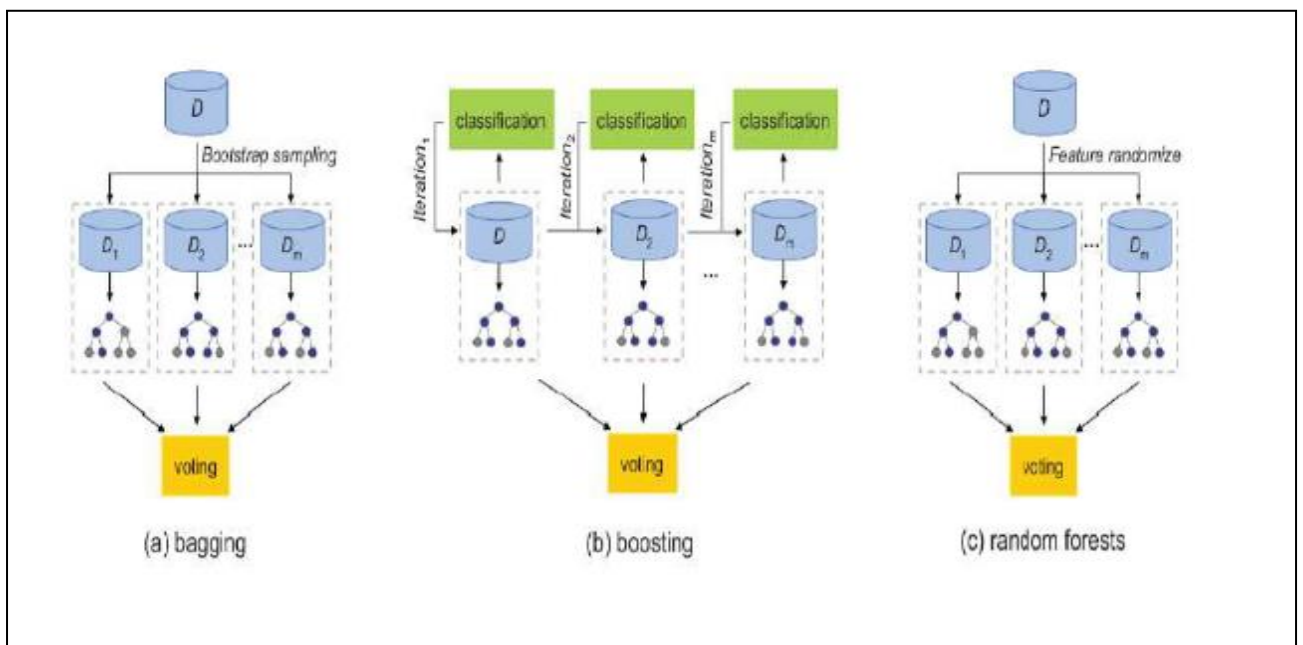 D
Bootstrap sampling
D1
D2
...
Dm
voting
(a) bagging
classification
classification
classification
Iteration1
Iteration2
Iterationm
D
D2
...
Dm
voting
(b) boosting
D
Feature randomize
D1
D2
...
Dm
voting
(c) random forests